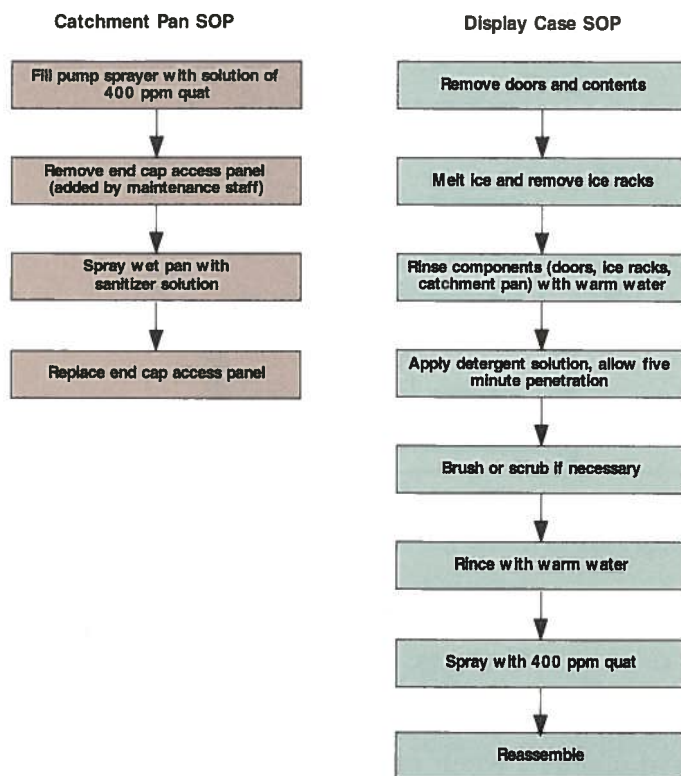 Catchment Pan SOP
Fill pump sprayer with solution of
400 ppm quat
Remove end cap access panel
(added by maintenance staff)
Spray wet pan with
sanitizer solution
Replace end cap access panel
Display Case SOP
Remove doors and contents
Melt ice and remove ice racks
Rinse components (doors, ice racks,
catchment pan) with warm water
Apply detergent solution, allow five
minute penetration
Brush or scrub if necessary
Rince with warm water
Spray with 400 ppm quat
Reassemble